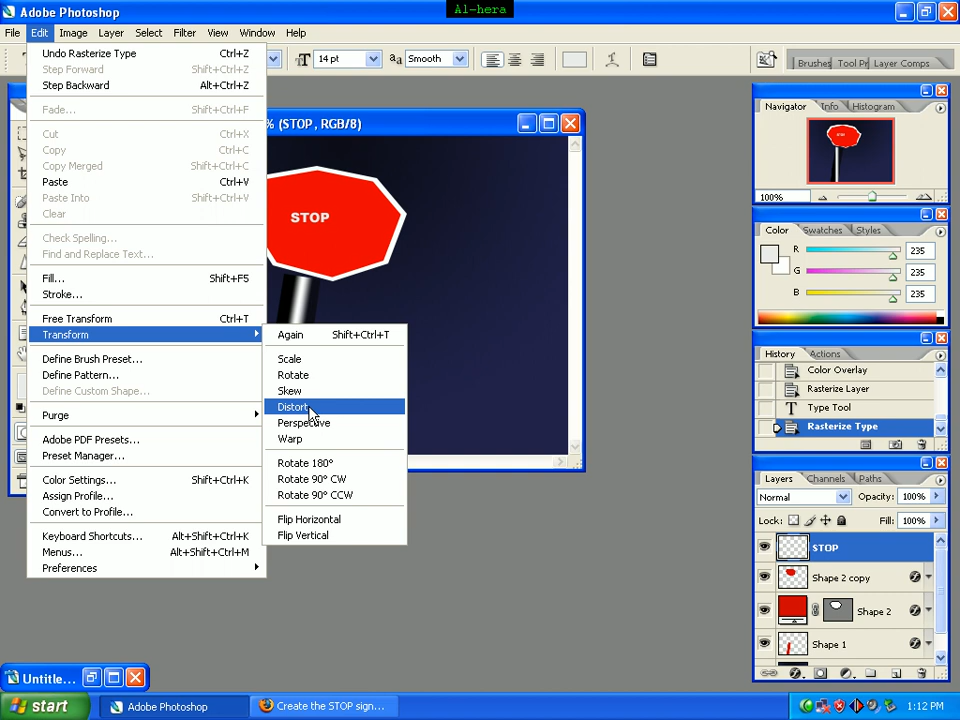 Al-hera
Adobe Photoshop
File Edit Image Layer Select Filter View Window Help
14 pt Smooth Brushes Tool Pr Layer Comps
Undo Rasterize Type Ctrl+Z
Step Forward Shift+Ctrl+Z
Step Backward Alt+Ctrl+Z
Fade... Shift+Ctrl+F
Cut Ctrl+X
Copy Ctrl+C
Copy Merged Shift+Ctrl+C
Paste Ctrl+V
Paste Into Shift+Ctrl+V
Clear
Check Spelling...
Find and Replace Text...
Fill... Shift+F5
Stroke...
Free Transform Ctrl+T
Transform
Define Brush Preset...
Define Pattern...
Define Custom Shape...
Purge
Adobe PDF Presets...
Preset Manager...
Color Settings... Shift+Ctrl+K
Assign Profile...
Convert to Profile...
Keyboard Shortcuts... Alt+Shift+Ctrl+K
Menus... Alt+Shift+Ctrl+M
Preferences
Again Shift+Ctrl+T
Scale
Rotate
Skew
Distort
Perspective
Warp
Rotate 180°
Rotate 90° CW
Rotate 90° CCW
Flip Horizontal
Flip Vertical
% (STOP, RGB/8)
STOP
Navigator Info Histogram
100%
Color Swatches Styles
R 235
G 235
B 235
History Actions
Color Overlay
Rasterize Layer
Type Tool
Rasterize Type
Layers Channels Paths
Normal Opacity: 100%
Lock: Fill: 100%
STOP
Shape 2 copy
Shape 2
Shape 1
Untitle...
start Adobe Photoshop Create the STOP sign... 1:12 PM